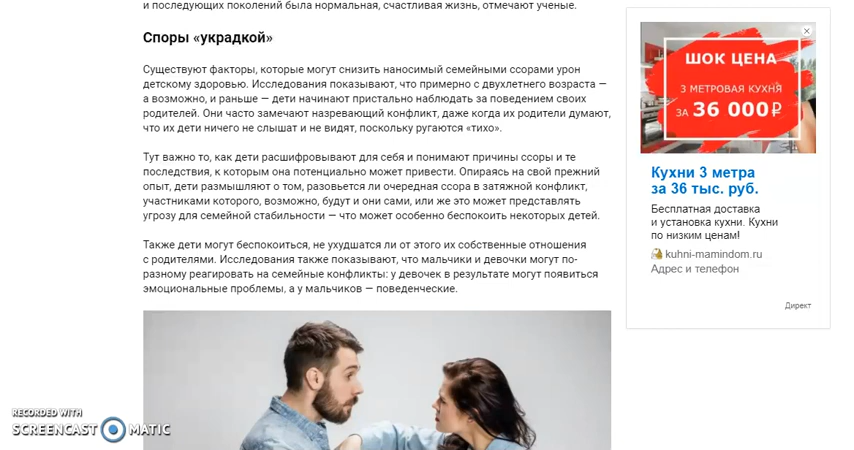 и последующих поколений была нормальная, счастливая жизнь, отмечают ученые.
Споры «украдкой»
Существуют факторы, которые могут снизить наносимый семейными ссорами урон
детскому здоровью. Исследования показывают, что примерно с двухлетнего возраста —
а возможно, и раньше — дети начинают пристально наблюдать за поведением своих
родителей. Они часто замечают назревающий конфликт, даже когда их родители думают,
что их дети ничего не слышат и не видят, поскольку ругаются «тихо».
Тут важно то, как дети расшифровывают для себя и понимают причины ссоры и те
последствия, к которым она потенциально может привести. Опираясь на свой прежний
опыт, дети размышляют о том, разовьется ли очередная ссора в затяжной конфликт,
участниками которого, возможно, будут и они сами, или же это может представлять
угрозу для семейной стабильности — что может особенно беспокоить некоторых детей.
Также дети могут беспокоиться, не ухудшатся ли от этого их собственные отношения
с родителями. Исследования также показывают, что мальчики и девочки могут по-
разному реагировать на семейные конфликты: у девочек в результате могут появиться
эмоциональные проблемы, а у мальчиков — поведенческие.
ШОК ЦЕНА
3 МЕТРОВАЯ КУХНЯ
ЗА 36 000 ₽
Кухни 3 метра
за 36 тыс. руб.
Бесплатная доставка
и установка кухни. Кухни
по низким ценам!
kuhni-mamindom.ru
Адрес и телефон
Директ
RECORDED WITH
SCREENCAST MATIC